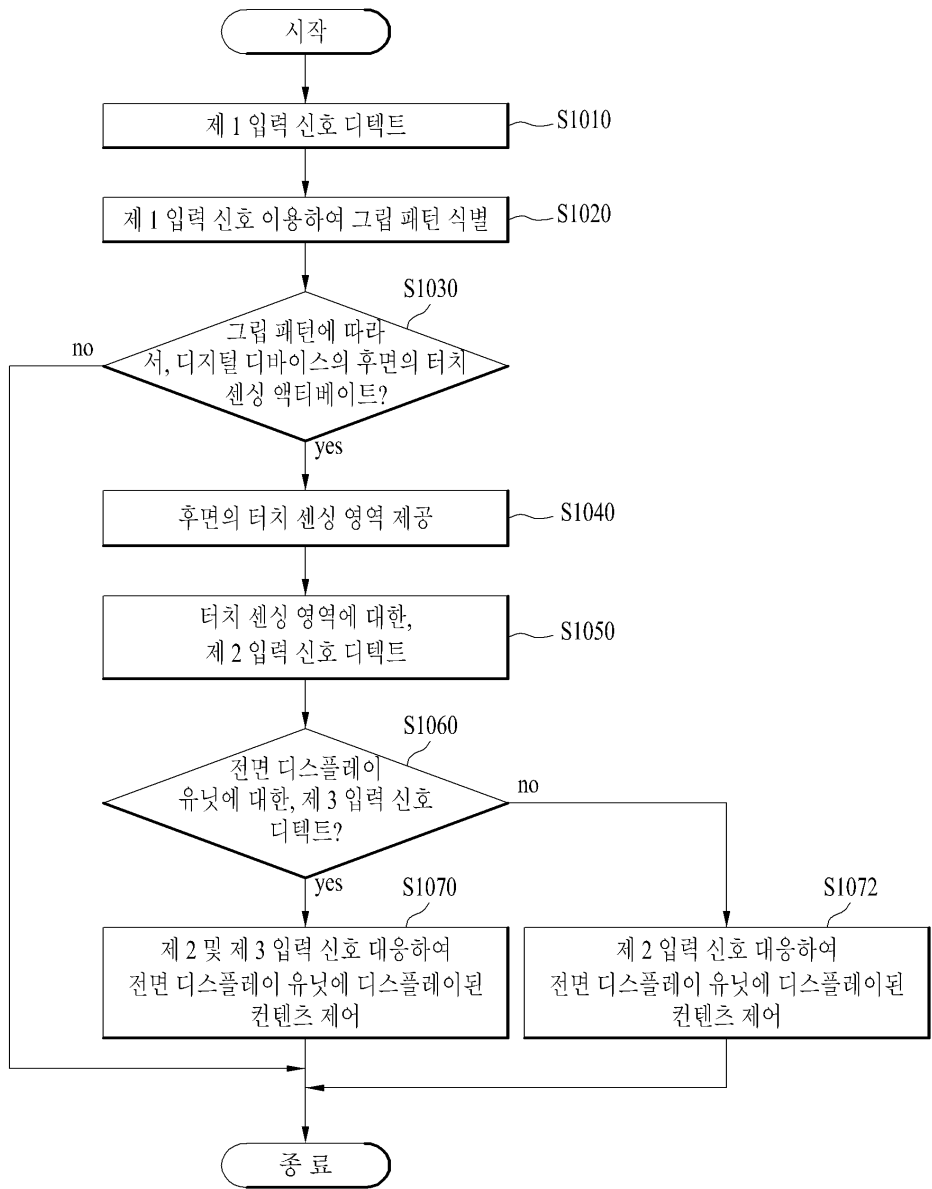 시작
제 1 입력 신호 디텍트
S1010
제 1 입력 신호 이용하여 그립 패턴 식별
S1020
S1030
그립 패턴에 따라
서, 디지털 디바이스의 후면의 터치
센싱 액티베이트?
no
yes
후면의 터치 센싱 영역 제공
S1040
터치 센싱 영역에 대한,
제 2 입력 신호 디텍트
S1050
S1060
전면 디스플레이
유닛에 대한, 제 3 입력 신호
디텍트?
no
yes
S1070
제 2 및 제 3 입력 신호 대응하여
전면 디스플레이 유닛에 디스플레이된
컨텐츠 제어
S1072
제 2 입력 신호 대응하여
전면 디스플레이 유닛에 디스플레이된
컨텐츠 제어
종 료